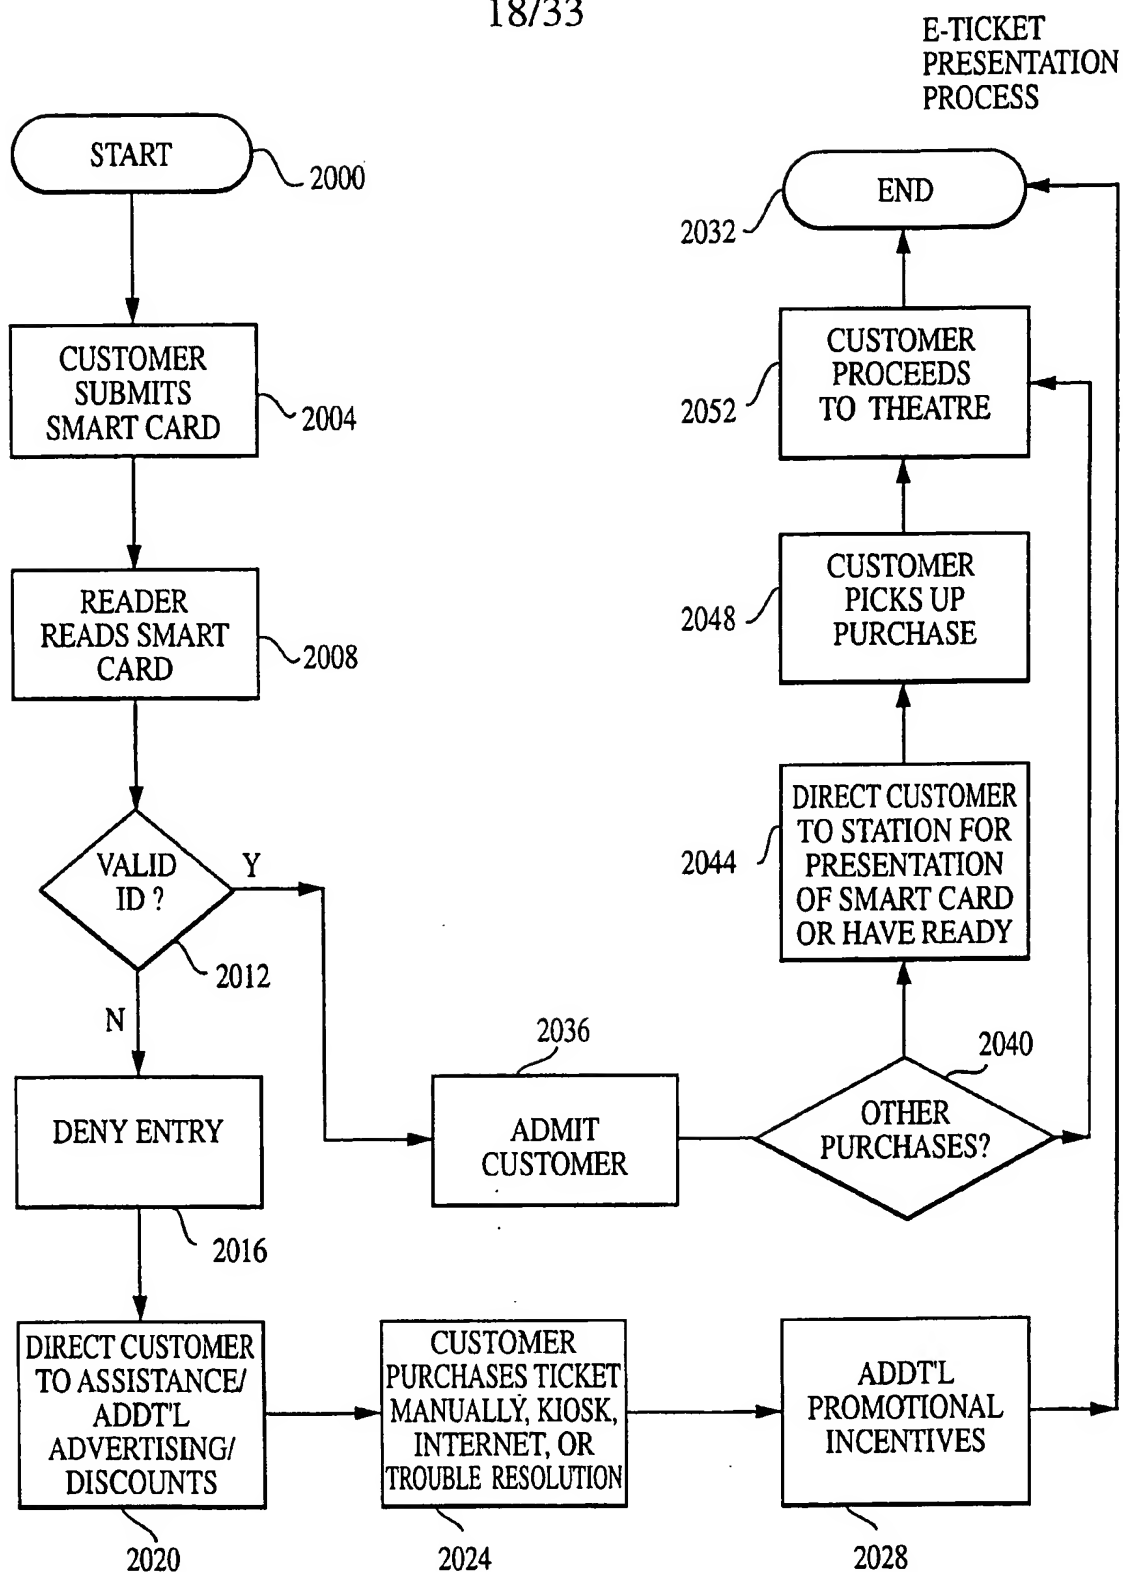 18/33
E-TICKET
PRESENTATION
PROCESS
START
2000
CUSTOMER
SUBMITS
SMART CARD
2004
READER
READS SMART
CARD
2008
VALID
ID ?
Y
2012
N
DENY ENTRY
2016
DIRECT CUSTOMER
TO ASSISTANCE/
ADDT'L
ADVERTISING/
DISCOUNTS
2020
CUSTOMER
PURCHASES TICKET
MANUALLY, KIOSK,
INTERNET, OR
TROUBLE RESOLUTION
2024
ADDT'L
PROMOTIONAL
INCENTIVES
2028
2036
ADMIT
CUSTOMER
2040
OTHER
PURCHASES?
DIRECT CUSTOMER
TO STATION FOR
PRESENTATION
OF SMART CARD
OR HAVE READY
2044
CUSTOMER
PICKS UP
PURCHASE
2048
CUSTOMER
PROCEEDS
TO THEATRE
2052
END
2032